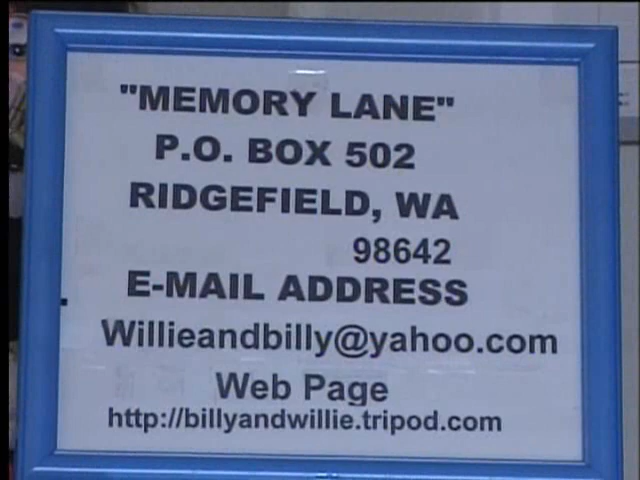 "MEMORY LANE"
P.O. BOX 502
RIDGEFIELD, WA
98642
E-MAIL ADDRESS
Willieandbilly@yahoo.com
Web Page
http://billyandwillie.tripod.com